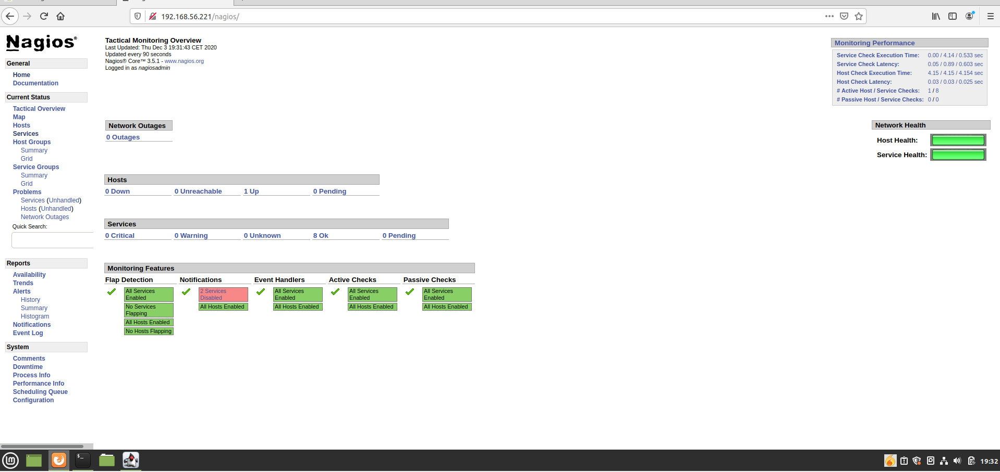 192.168.56.221/nagios/
Nagios®
General
Home
Documentation
Current Status
Tactical Overview
Map
Hosts
Services
Host Groups
Summary
Grid
Service Groups
Summary
Grid
Problems
Services (Unhandled)
Hosts (Unhandled)
Network Outages
Quick Search:
Reports
Availability
Trends
Alerts
History
Summary
Histogram
Notifications
Event Log
System
Comments
Downtime
Process Info
Performance Info
Scheduling Queue
Configuration
Tactical Monitoring Overview
Last Updated: Thu Dec 3 19:31:43 CET 2020
Updated every 90 seconds
Nagios® Core™ 3.5.1 - www.nagios.org
Logged in as nagiosadmin
Monitoring Performance
Service Check Execution Time: 0.00 / 4.14 / 0.533 sec
Service Check Latency: 0.05 / 0.89 / 0.603 sec
Host Check Execution Time: 4.15 / 4.15 / 4.154 sec
Host Check Latency: 0.03 / 0.03 / 0.025 sec
# Active Host / Service Checks: 1 / 8
# Passive Host / Service Checks: 0 / 0
Network Outages
0 Outages
Network Health
Host Health:
Service Health:
Hosts
0 Down 0 Unreachable 1 Up 0 Pending
Services
0 Critical 0 Warning 0 Unknown 8 Ok 0 Pending
Monitoring Features
Flap Detection Notifications Event Handlers Active Checks Passive Checks
All Services
Enabled
No Services
Flapping
All Hosts Enabled
No Hosts Flapping
2 Services
Disabled
All Hosts Enabled
All Services
Enabled
All Hosts Enabled
All Services
Enabled
All Hosts Enabled
All Services
Enabled
All Hosts Enabled
19:32